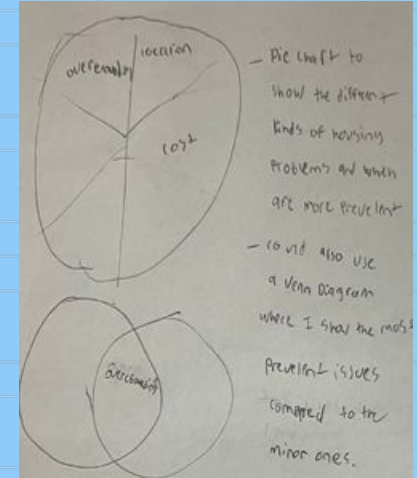 location
overcrowding
cost
- Pie chart to
show the different
kinds of housing
problems and which
are more prevelent
- could also use
a Venn Diagram
where I show the most
Prevelent issues
compared to the
minor ones.
overcrowding